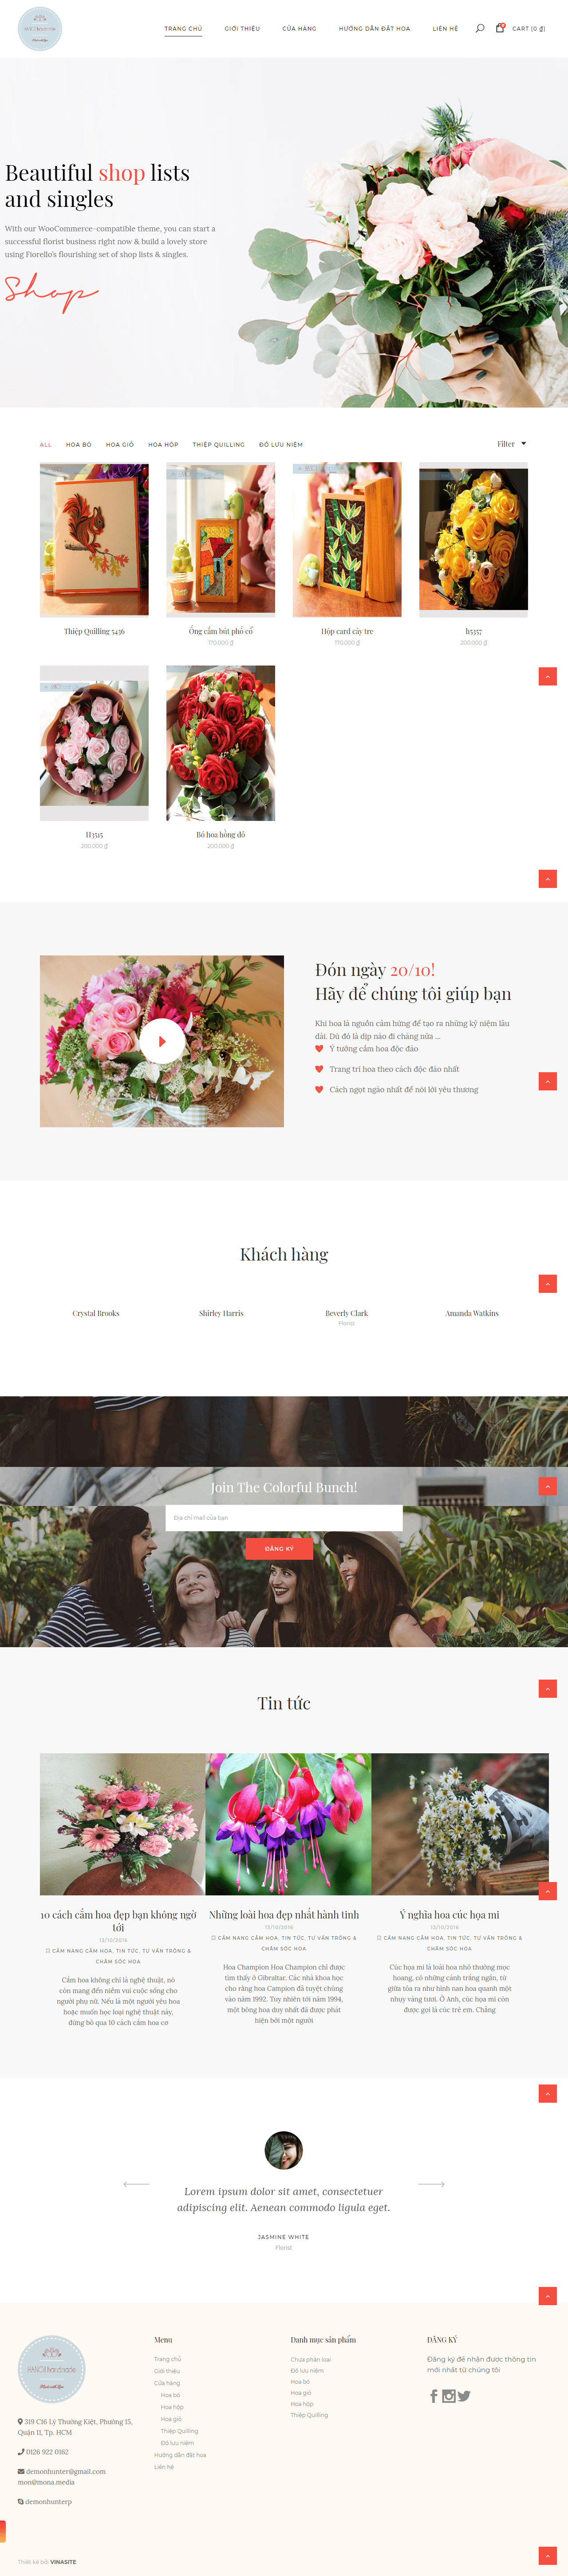 TRANG CHỦ
GIỚI THIỆU
CỬA HÀNG
HƯỚNG DẪN ĐẶT HOA
LIÊN HỆ
CART (0 ₫)
Beautiful shop lists
and singles
With our WooCommerce-compatible theme, you can start a
successful florist business right now & build a lovely store
using Fiorello's flourishing set of shop lists & singles.
Shop
ALL
HOA BÓ
HOA GIỎ
HOA HỘP
THIỆP QUILLING
ĐỒ LƯU NIỆM
Filter
Thiệp Quilling 5436
Ống cắm bút phố cổ
170.000 ₫
Hộp card cây tre
170.000 ₫
h5357
200.000 ₫
H3515
200.000 ₫
Bó hoa hồng đỏ
200.000 ₫
Đón ngày 20/10!
Hãy để chúng tôi giúp bạn
Khi hoa là nguồn cảm hứng để tạo ra những kỷ niệm lâu
dài. Dù đó là dịp nào đi chăng nữa ...
Ý tưởng cắm hoa độc đáo
Trang trí hoa theo cách độc đáo nhất
Cách ngọt ngào nhất để nói lời yêu thương
Khách hàng
Crystal Brooks
Shirley Harris
Beverly Clark
Florist
Amanda Watkins
Join The Colorful Bunch!
Địa chỉ mail của bạn
ĐĂNG KÝ
Tin tức
10 cách cắm hoa đẹp bạn không ngờ
tới
13/10/2016
CẨM NANG CẮM HOA, TIN TỨC, TƯ VẤN TRỒNG &
CHĂM SÓC HOA
Cắm hoa không chỉ là nghệ thuật, nó
còn mang đến niềm vui cuộc sống cho
người phụ nữ. Nếu là một người yêu hoa
hoặc muốn học loại nghệ thuật này,
đừng bỏ qua 10 cách cắm hoa cơ
Những loài hoa đẹp nhất hành tinh
13/10/2016
CẨM NANG CẮM HOA, TIN TỨC, TƯ VẤN TRỒNG &
CHĂM SÓC HOA
Hoa Champion Hoa Champion chỉ được
tìm thấy ở Gibraltar. Các nhà khoa học
cho rằng hoa Campion đã tuyệt chủng
vào năm 1992. Tuy nhiên tới năm 1994,
một bông hoa duy nhất đã được phát
hiện bởi một người
Ý nghĩa hoa cúc họa mi
13/10/2016
CẨM NANG CẮM HOA, TIN TỨC, TƯ VẤN TRỒNG &
CHĂM SÓC HOA
Cúc họa mi là loài hoa nhỏ thường mọc
hoang, có những cánh trắng ngần, từ
giữa tỏa ra như hình nan hoa quanh một
nhụy vàng tươi. Ở Anh, cúc họa mi còn
được gọi là cúc trẻ em. Chẳng
Lorem ipsum dolor sit amet, consectetuer
adipiscing elit. Aenean commodo ligula eget.
JASMINE WHITE
Florist
HANOI handmade
319 C16 Lý Thường Kiệt, Phường 15,
Quận 11, Tp. HCM
0126 922 0162
demonhunter@gmail.com
mon@mona.media
demonhunterp
Menu
Trang chủ
Giới thiệu
Cửa hàng
Hoa bó
Hoa hộp
Hoa giỏ
Thiệp Quilling
Đồ lưu niệm
Hướng dẫn đặt hoa
Liên hệ
Danh mục sản phẩm
Chưa phân loại
Đồ lưu niệm
Hoa bó
Hoa giỏ
Hoa hộp
Thiệp Quilling
ĐĂNG KÝ
Đăng ký để nhận được thông tin
mới nhất từ chúng tôi
Thiết kế bởi VINASITE